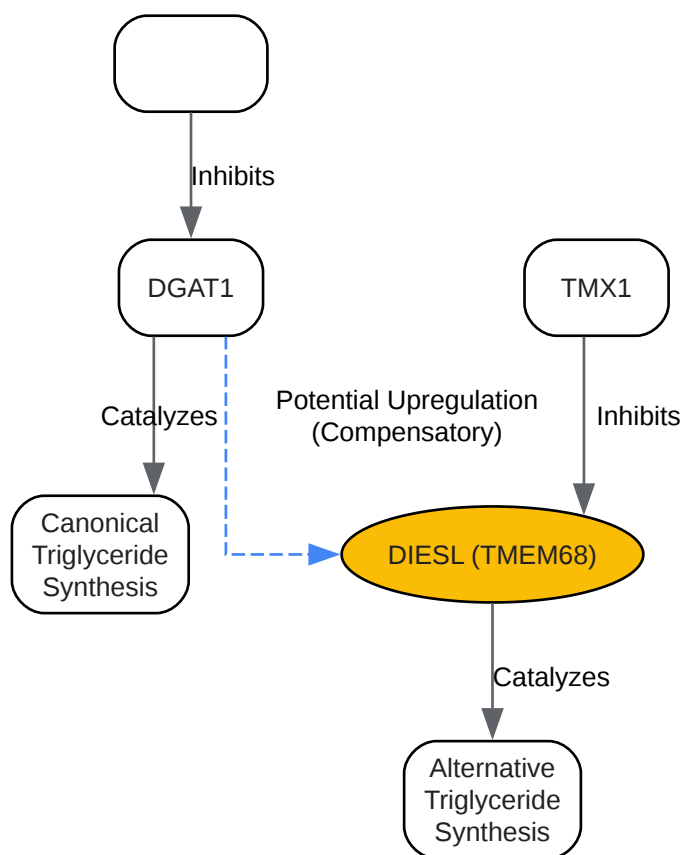 Inhibits
DGAT1
TMX1
Catalyzes
Potential Upregulation
(Compensatory)
Inhibits
Canonical
Triglyceride
Synthesis
DIESL (TMEM68)
Catalyzes
Alternative
Triglyceride
Synthesis